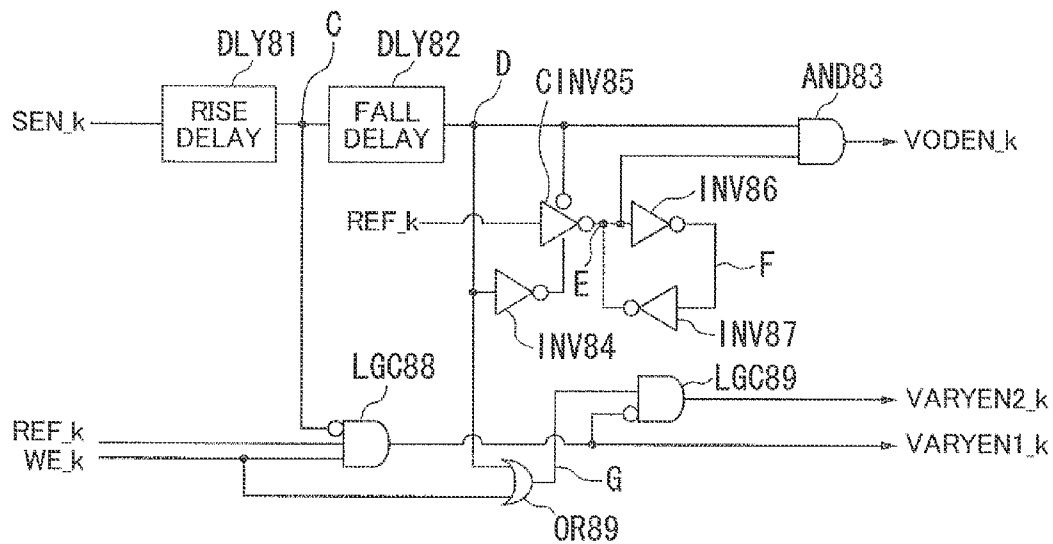 C
DLY81
DLY82
D
CINV85
AND83
SEN_k
RISE
DELAY
FALL
DELAY
VODEN_k
INV86
REF_k
E
F
INV84
INV87
LGC88
LGC89
VARYEN2_k
REF_k
VARYEN1_k
WE_k
G
OR89